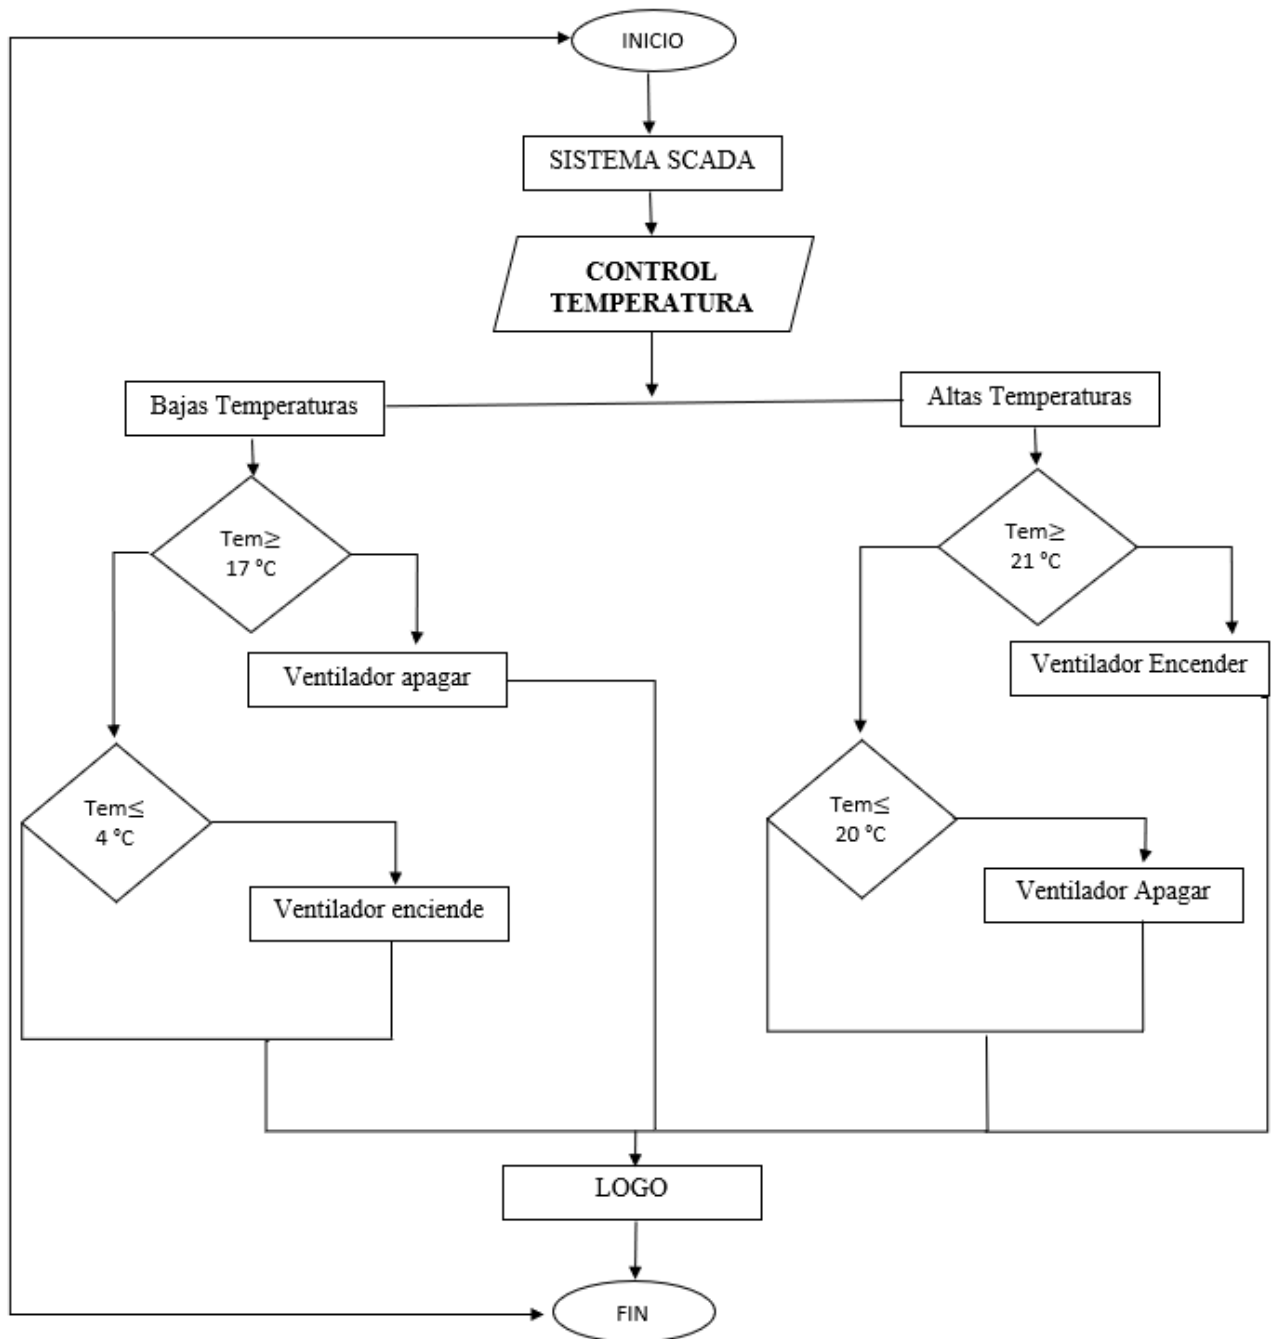 INICIO
SISTEMA SCADA
CONTROL
TEMPERATURA
Bajas Temperaturas
Altas Temperaturas
Tem≥
17 °C
Tem≥
21 °C
Ventilador apagar
Ventilador Encender
Tem≤
4 °C
Tem≤
20 °C
Ventilador enciende
Ventilador Apagar
LOGO
FIN